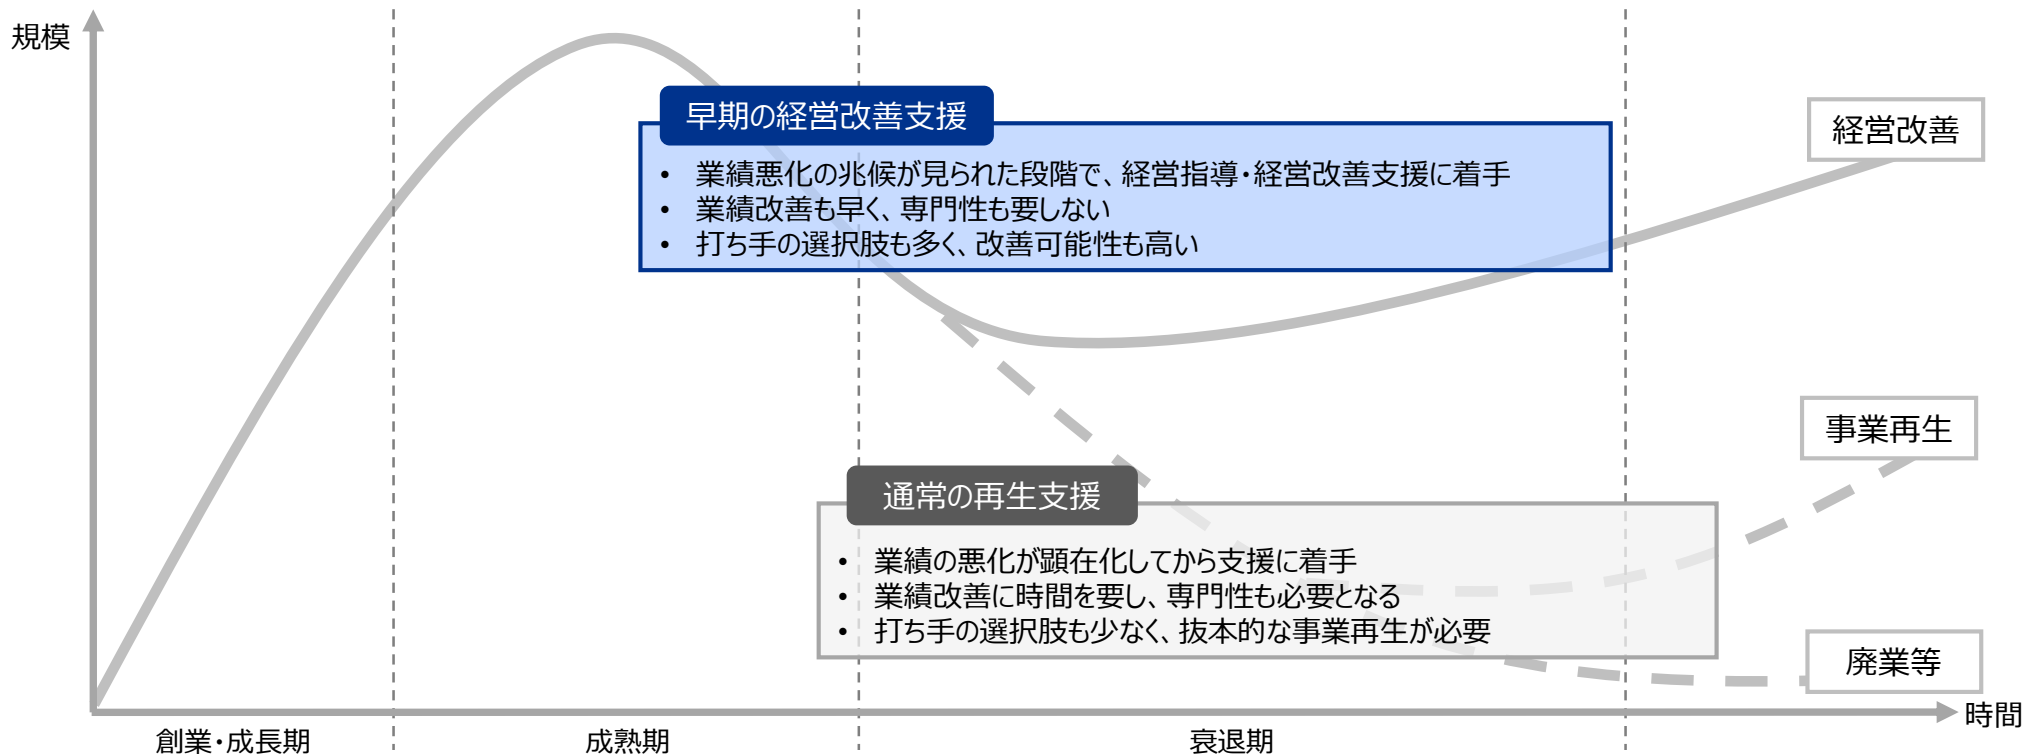 規模
早期の経営改善支援
• 業績悪化の兆候が見られた段階で、経営指導・経営改善支援に着手
• 業績改善も早く、専門性も要しない
• 打ち手の選択肢も多く、改善可能性も高い
経営改善
事業再生
通常の再生支援
• 業績の悪化が顕在化してから支援に着手
• 業績改善に時間を要し、専門性も必要となる
• 打ち手の選択肢も少なく、抜本的な事業再生が必要
廃業等
時間
創業・成長期
成熟期
衰退期